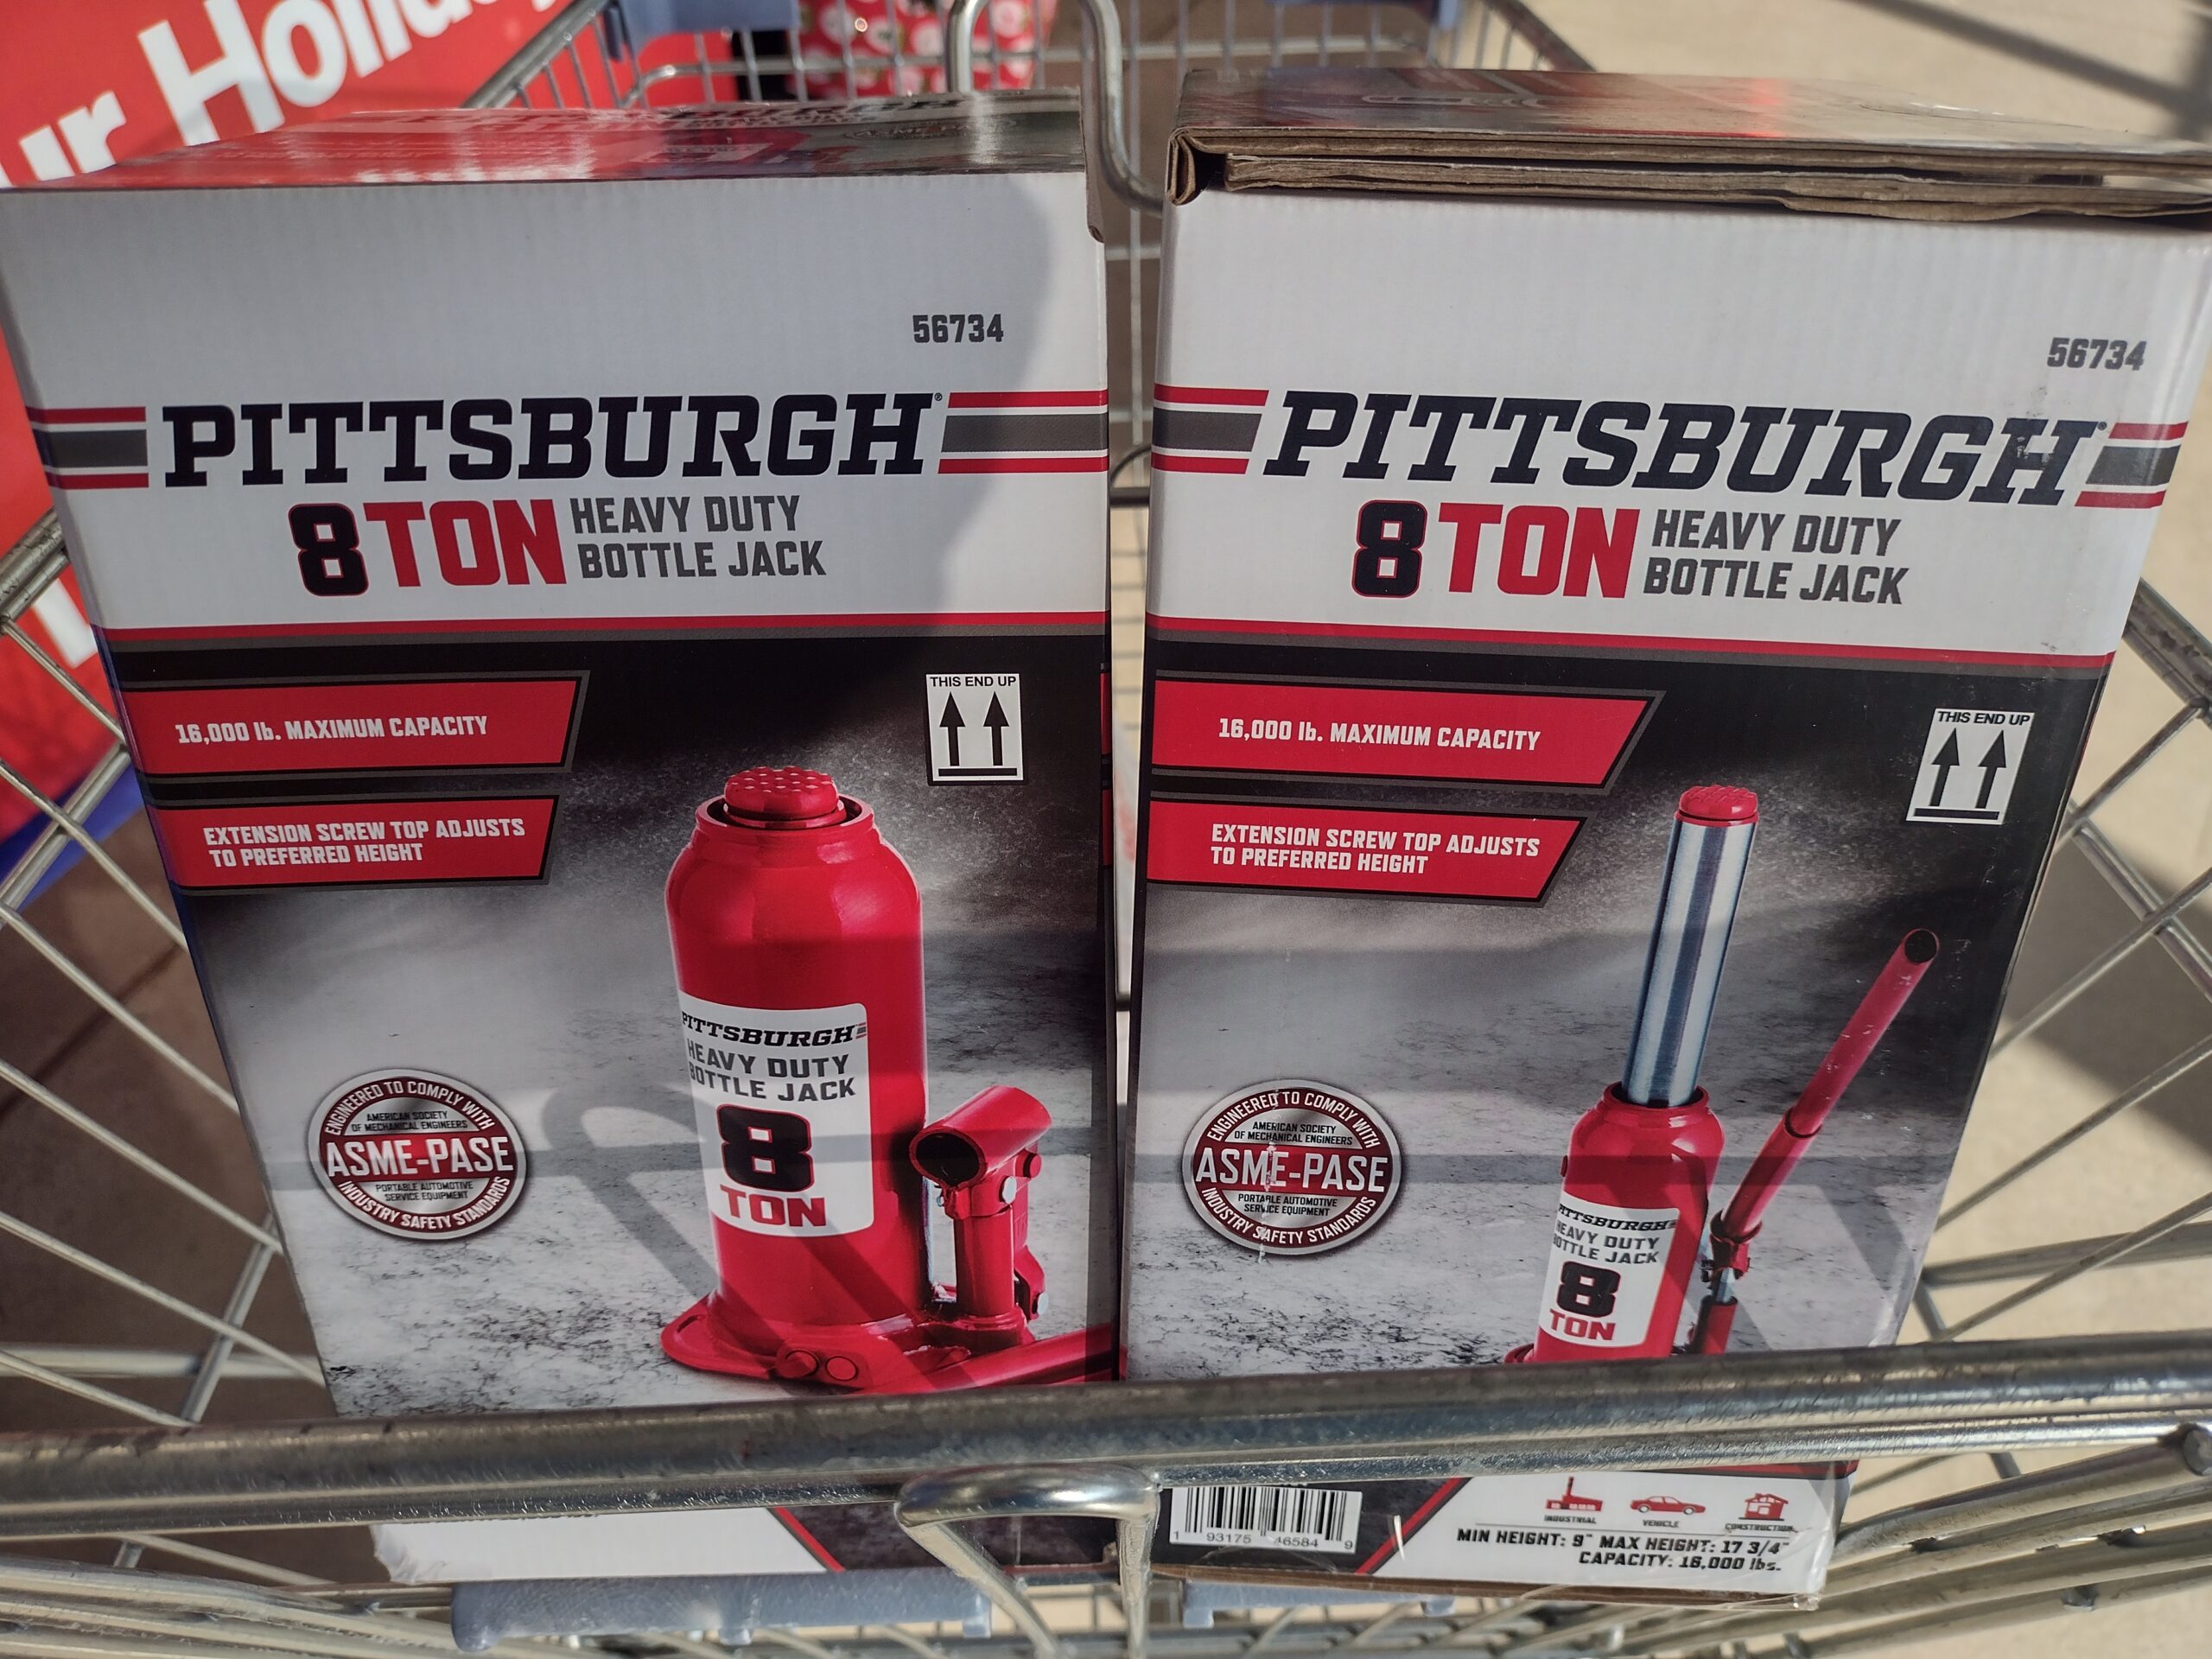 ur Holid
56734
PITTSBURGH®
8 TON HEAVY DUTY
BOTTLE JACK
THIS END UP
16,000 lb. MAXIMUM CAPACITY
EXTENSION SCREW TOP ADJUSTS
TO PREFERRED HEIGHT
PITTSBURGH
HEAVY DUTY
BOTTLE JACK
8
TON
ENGINEERED TO COMPLY WITH
AMERICAN SOCIETY
OF MECHANICAL ENGINEERS
ASME-PASE
PORTABLE AUTOMOTIVE
SERVICE EQUIPMENT
INDUSTRY SAFETY STANDARDS
56734
PITTSBURGH®
8 TON HEAVY DUTY
BOTTLE JACK
THIS END UP
16,000 lb. MAXIMUM CAPACITY
EXTENSION SCREW TOP ADJUSTS
TO PREFERRED HEIGHT
ENGINEERED TO COMPLY WITH
AMERICAN SOCIETY
OF MECHANICAL ENGINEERS
ASME-PASE
PORTABLE AUTOMOTIVE
SERVICE EQUIPMENT
INDUSTRY SAFETY STANDARDS
PITTSBURGH
HEAVY DUTY
BOTTLE JACK
8
TON
1 93175 46584 9
INDUSTRIAL VEHICLE CONSTRUCTION
MIN HEIGHT: 9" MAX HEIGHT: 17 3/4"
CAPACITY: 16,000 lbs.